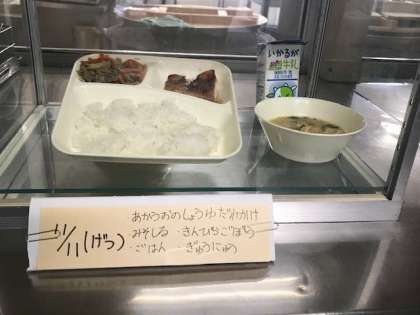 いかるが
牛乳
11/11(げつ)
・あかうおのしょうゆだれかけ
・みそしる ・きんぴらごぼう
・ごはん ・ぎゅうにゅう